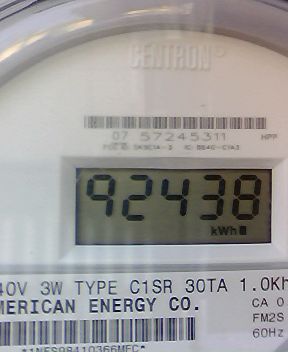 CENTRON®
07 57245311 HPP
92438
kWh
40V 3W TYPE C1SR 30TA 1.0Kh
MERICAN ENERGY CO.
CA 0
FM2S
60Hz